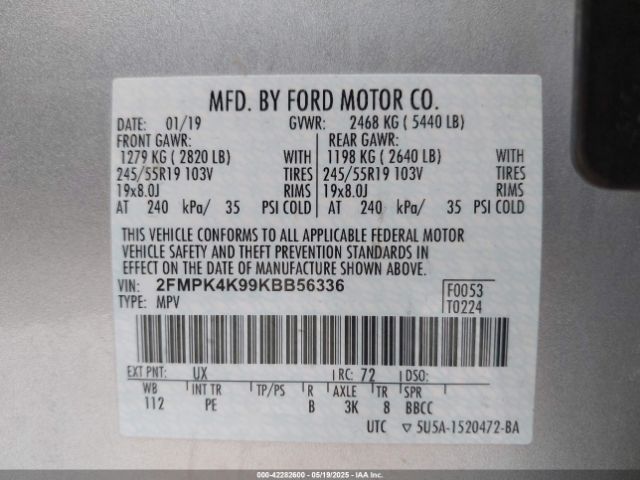 MFD. BY FORD MOTOR CO.
DATE: 01/19 GVWR: 2468 KG ( 5440 LB)
FRONT GAWR: REAR GAWR:
1279 KG ( 2820 LB) WITH 1198 KG ( 2640 LB) WITH
245/55R19 103V TIRES 245/55R19 103V TIRES
19x8.0J RIMS 19x8.0J RIMS
AT 240 kPa/ 35 PSI COLD AT 240 kPa/ 35 PSI COLD
THIS VEHICLE CONFORMS TO ALL APPLICABLE FEDERAL MOTOR
VEHICLE SAFETY AND THEFT PREVENTION STANDARDS IN
EFFECT ON THE DATE OF MANUFACTURE SHOWN ABOVE.
VIN: 2FMPK4K99KBB56336 F0053
TYPE: MPV T0224
EXT PNT: UX RC: 72 DSO:
WB INT TR TP/PS R AXLE TR SPR
112 PE B 3K 8 BBCC
UTC ▽ 5U5A-1520472-BA
000-42282600 - 05/19/2025 - IAA Inc.